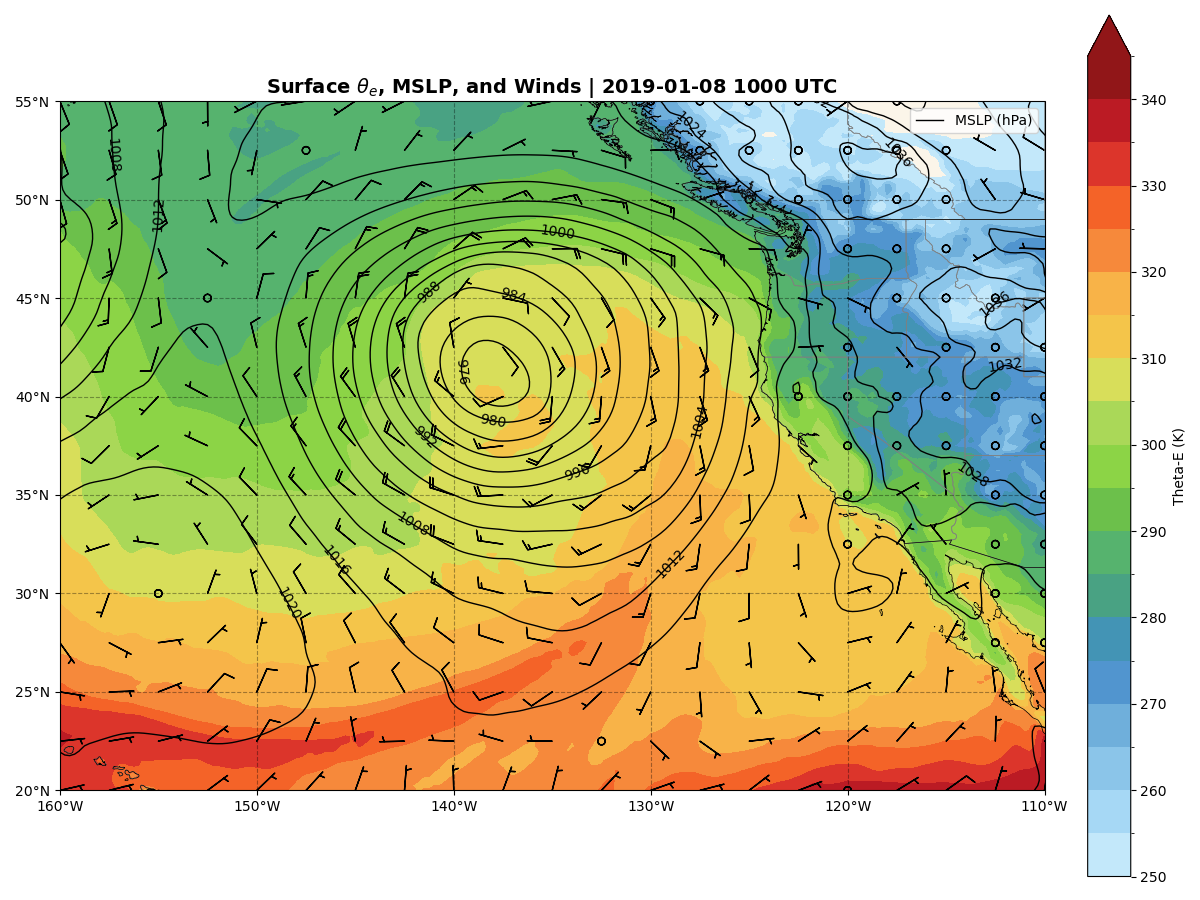 Surface θe, MSLP, and Winds | 2019-01-08 1000 UTC
MSLP (hPa)
55°N
50°N
45°N
40°N
35°N
30°N
25°N
20°N
160°W
150°W
140°W
130°W
120°W
110°W
1008
1012
1024
1036
1000
988
984
1036
976
1032
980
992
1004
996
1028
1008
1016
1012
1020
340
330
320
310
300
290
280
270
260
250
Theta-E (K)